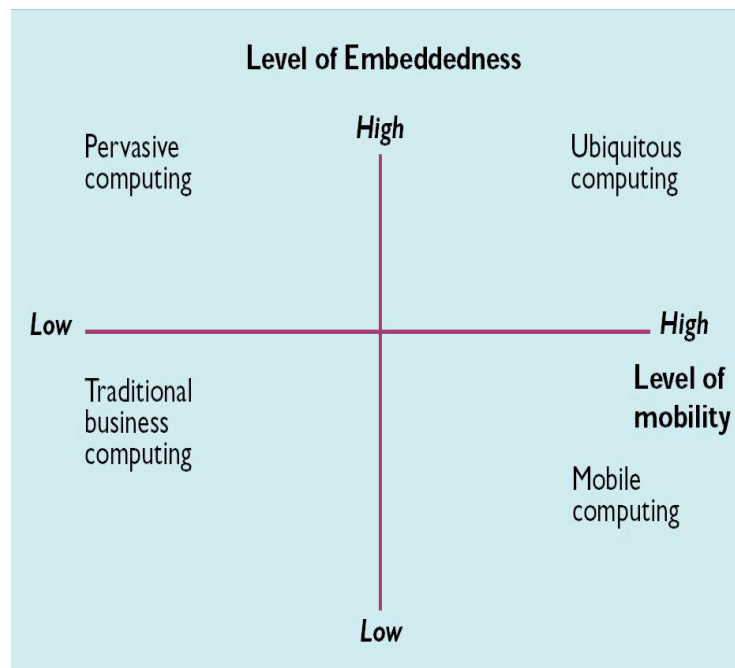 Level of Embeddedness
High
Pervasive
computing
Ubiquitous
computing
Low
High
Level of
mobility
Traditional
business
computing
Mobile
computing
Low